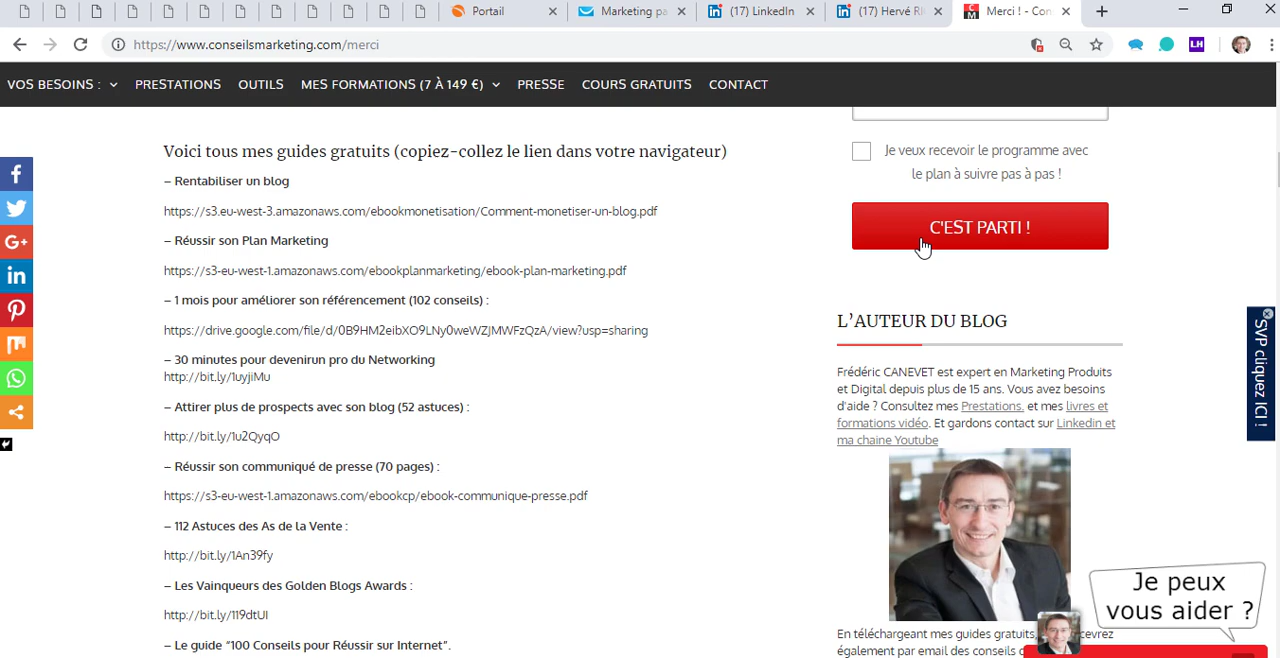 Portail
Marketing pa
(17) LinkedIn
(17) Hervé Rh
Merci ! - Con
https://www.conseilsmarketing.com/merci
LH
VOS BESOINS :
PRESTATIONS
OUTILS
MES FORMATIONS (7 À 149 €)
PRESSE
COURS GRATUITS
CONTACT
Voici tous mes guides gratuits (copiez-collez le lien dans votre navigateur)
– Rentabiliser un blog
https://s3.eu-west-3.amazonaws.com/ebookmonetisation/Comment-monetiser-un-blog.pdf
– Réussir son Plan Marketing
https://s3-eu-west-1.amazonaws.com/ebookplanmarketing/ebook-plan-marketing.pdf
– 1 mois pour améliorer son référencement (102 conseils) :
https://drive.google.com/file/d/0B9HM2eibXO9LNy0weWZJMWFzQzA/view?usp=sharing
– 30 minutes pour devenirun pro du Networking
http://bit.ly/1uyjiMu
– Attirer plus de prospects avec son blog (52 astuces) :
http://bit.ly/1u2QyqO
– Réussir son communiqué de presse (70 pages) :
https://s3-eu-west-1.amazonaws.com/ebookcp/ebook-communique-presse.pdf
– 112 Astuces des As de la Vente :
http://bit.ly/1An39fy
– Les Vainqueurs des Golden Blogs Awards :
http://bit.ly/119dtUI
– Le guide “100 Conseils pour Réussir sur Internet”.
Je veux recevoir le programme avec
le plan à suivre pas à pas !
C'EST PARTI !
L’AUTEUR DU BLOG
Frédéric CANEVET est expert en Marketing Produits
et Digital depuis plus de 15 ans. Vous avez besoins
d'aide ? Consultez mes Prestations, et mes livres et
formations vidéo. Et gardons contact sur Linkedin et
ma chaine Youtube
En téléchargeant mes guides gratuits,
également par email des conseils
SVP cliquez ICI !
Je peux
vous aider ?